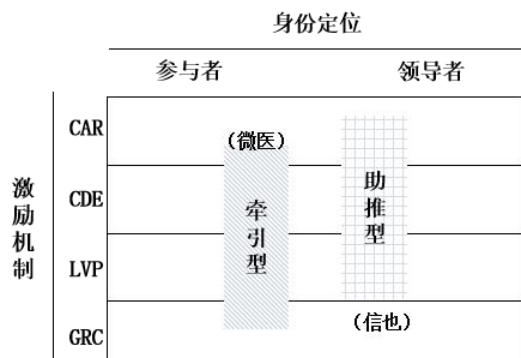 身份定位
参与者 领导者
激励机制
CAR
(微医)
CDE
LVP
GRC
牵引型
助推型
(信也)